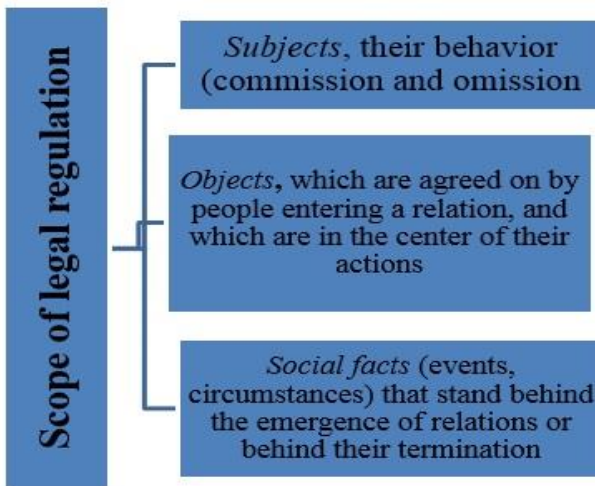 Scope of legal regulation
Subjects, their behavior
(commission and omission
Objects, which are agreed on by
people entering a relation, and
which are in the center of their
actions
Social facts (events,
circumstances) that stand behind
the emergence of relations or
behind their termination